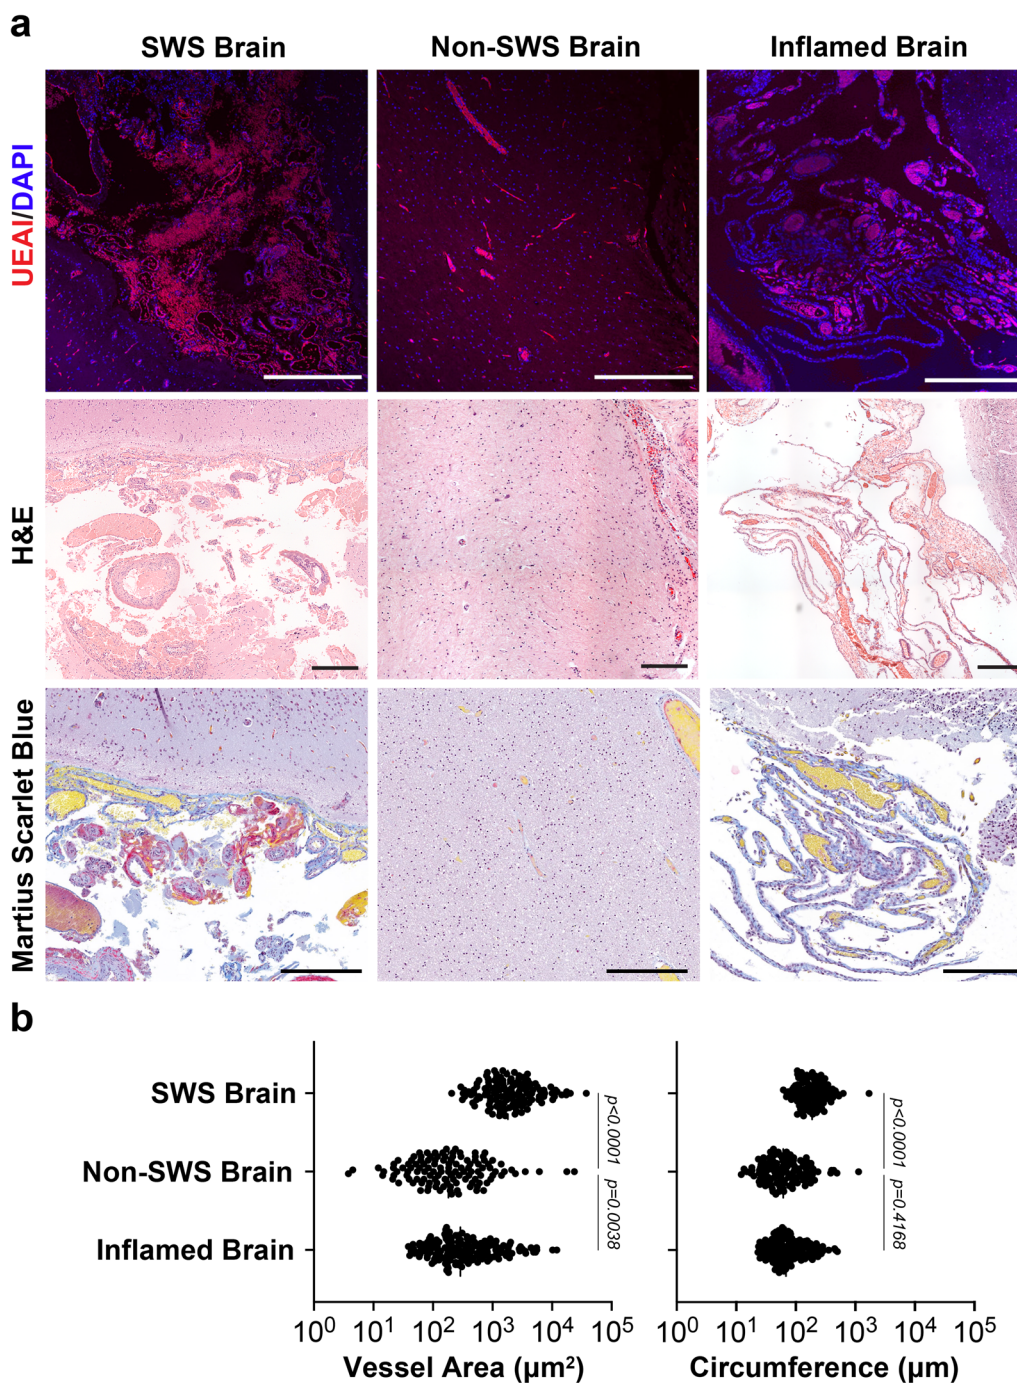 a
SWS Brain
Non-SWS Brain
Inflamed Brain
UEAI/DAPI
H&E
Martius Scarlet Blue
b
SWS Brain
Non-SWS Brain
Inflamed Brain
p<0.0001
p=0.0038
p<0.0001
p=0.4168
10⁰ 10¹ 10² 10³ 10⁴ 10⁵
10⁰ 10¹ 10² 10³ 10⁴ 10⁵
Vessel Area (µm²)
Circumference (µm)